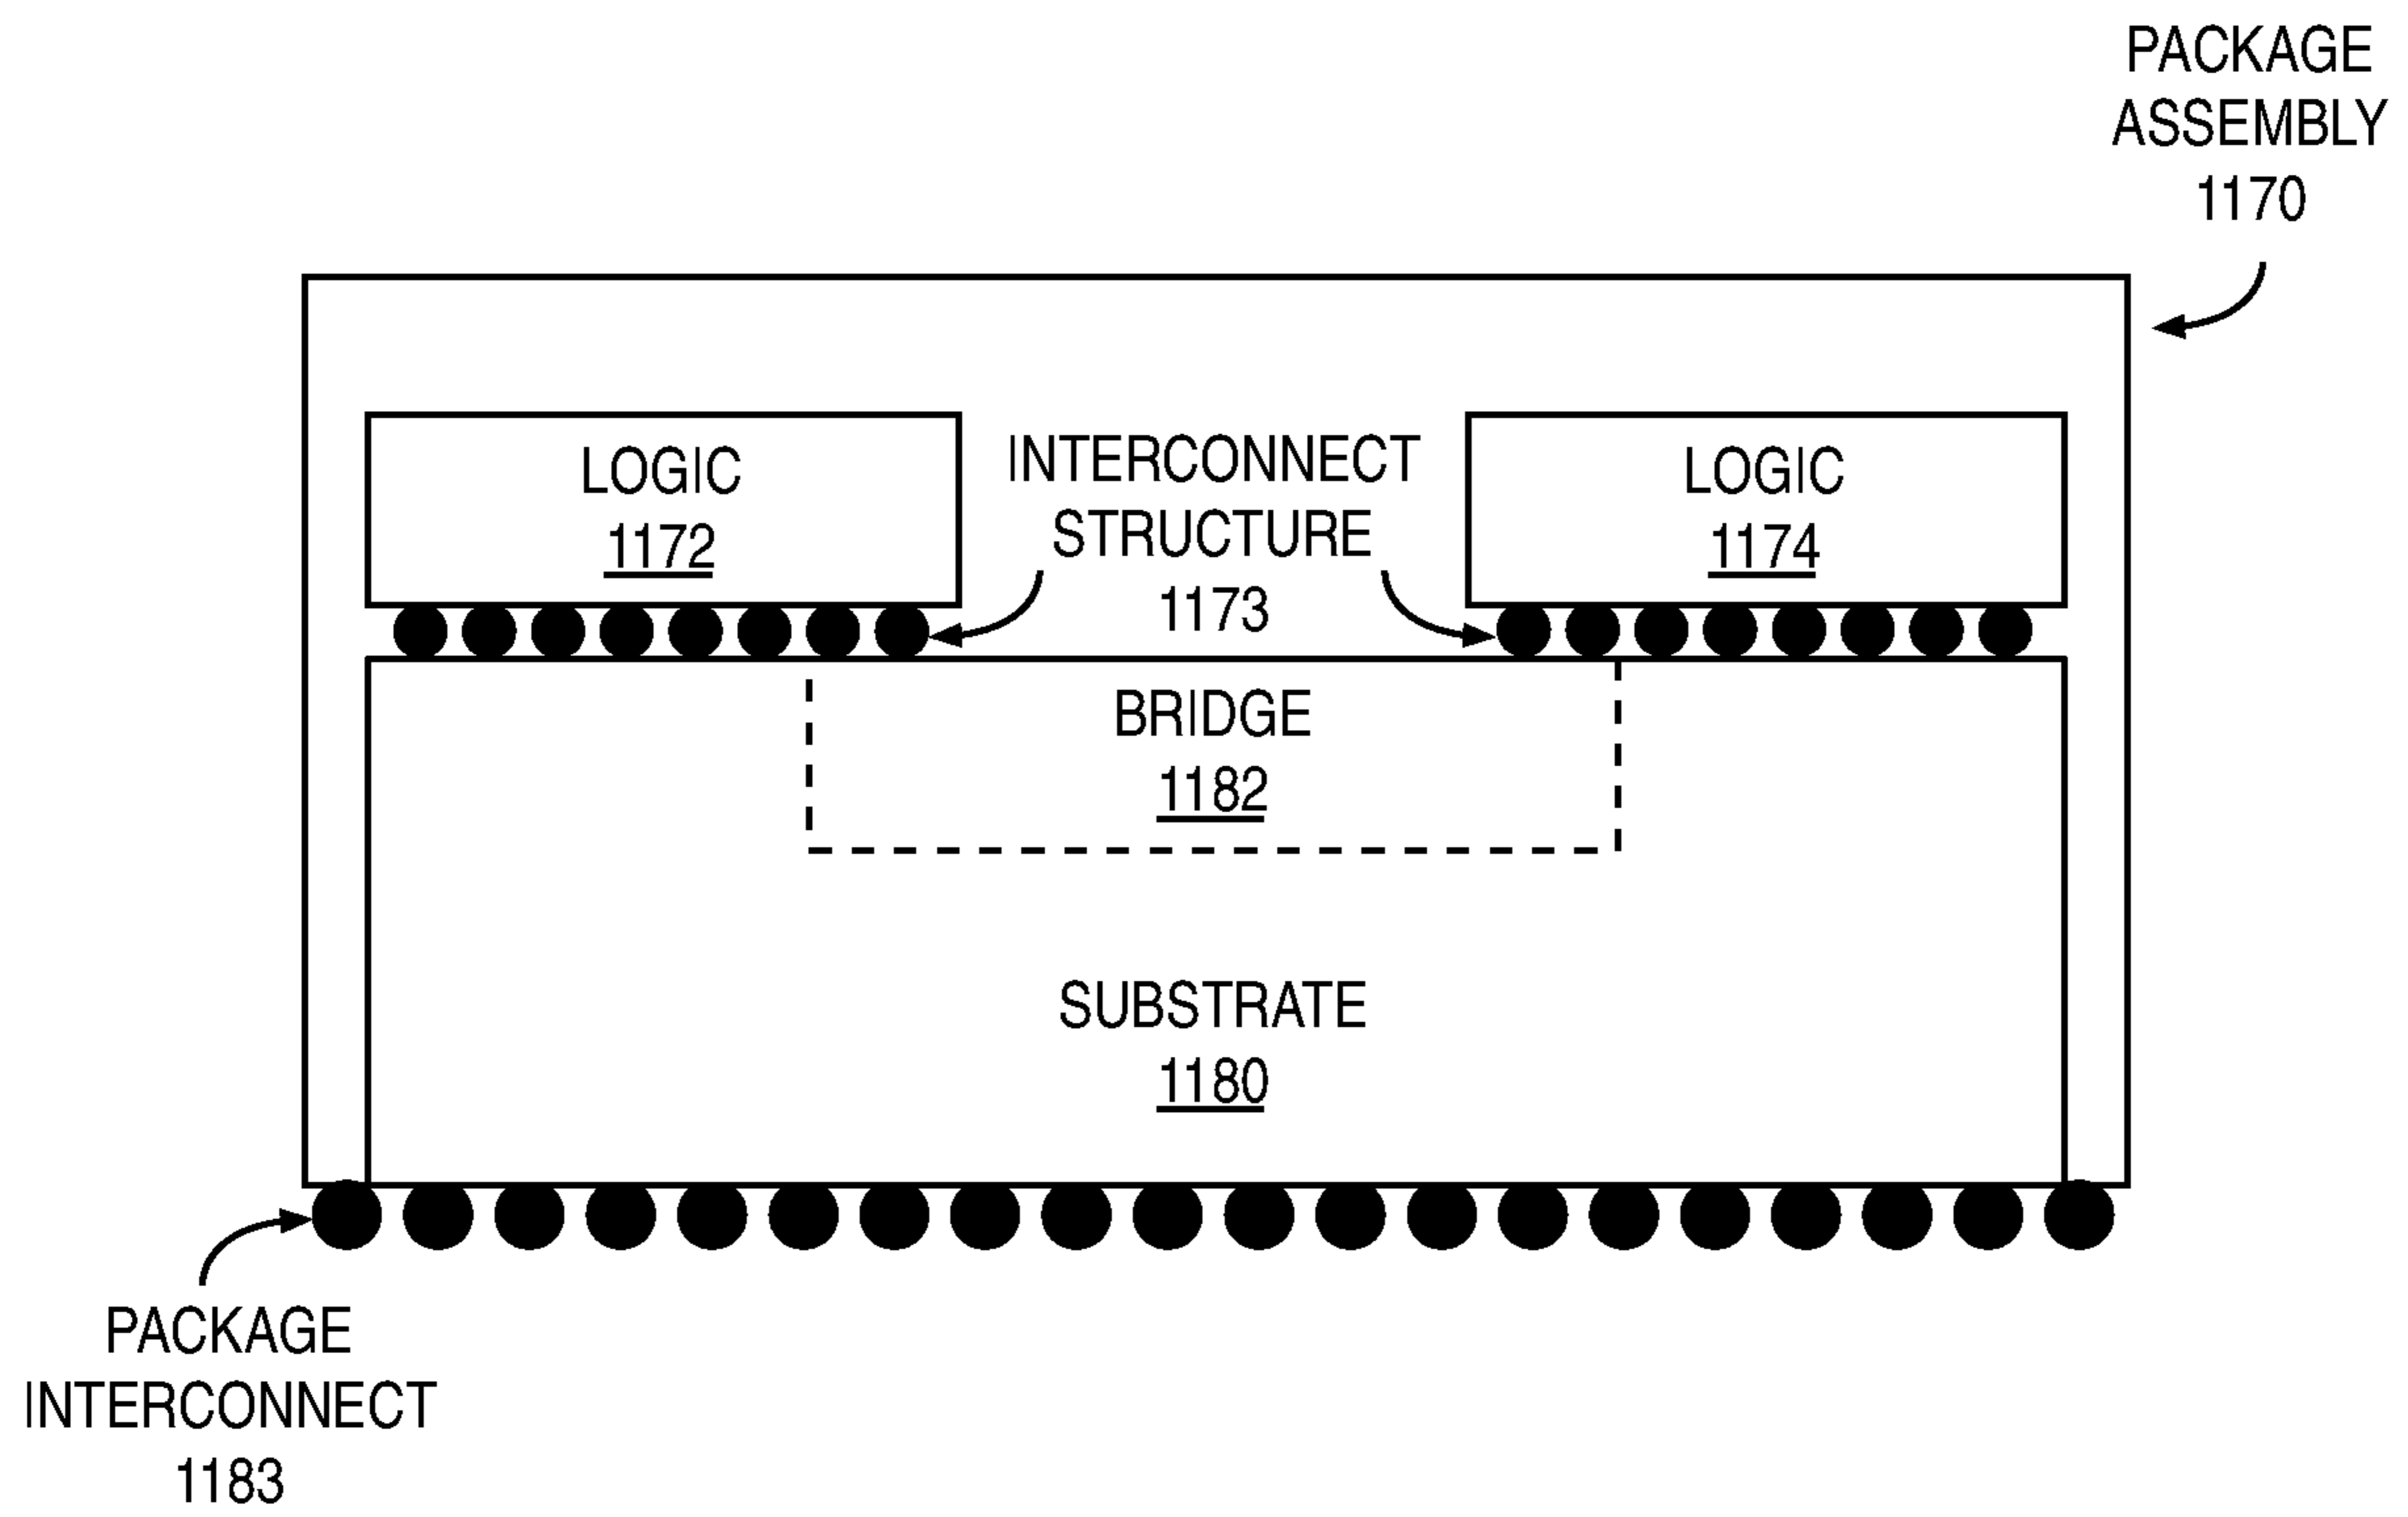 PACKAGE
ASSEMBLY
1170
LOGIC
1172
INTERCONNECT
STRUCTURE
1173
LOGIC
1174
BRIDGE
1182
SUBSTRATE
1180
PACKAGE
INTERCONNECT
1183